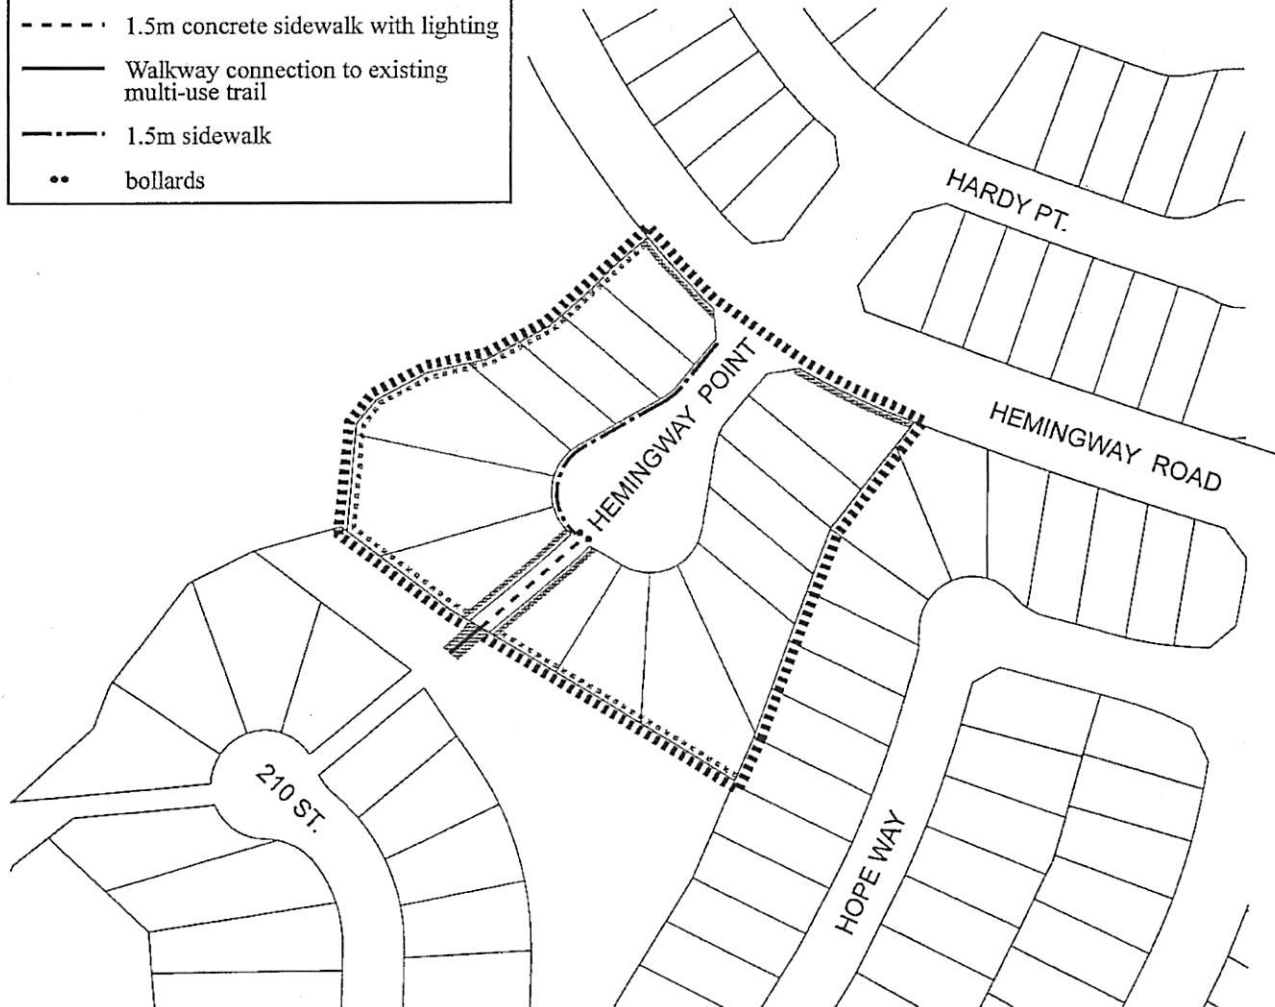 1.5m concrete sidewalk with lighting
Walkway connection to existing
multi-use trail
1.5m sidewalk
bollards
HARDY PT.
HEMINGWAY POINT
HEMINGWAY ROAD
210 ST.
HOPE WAY